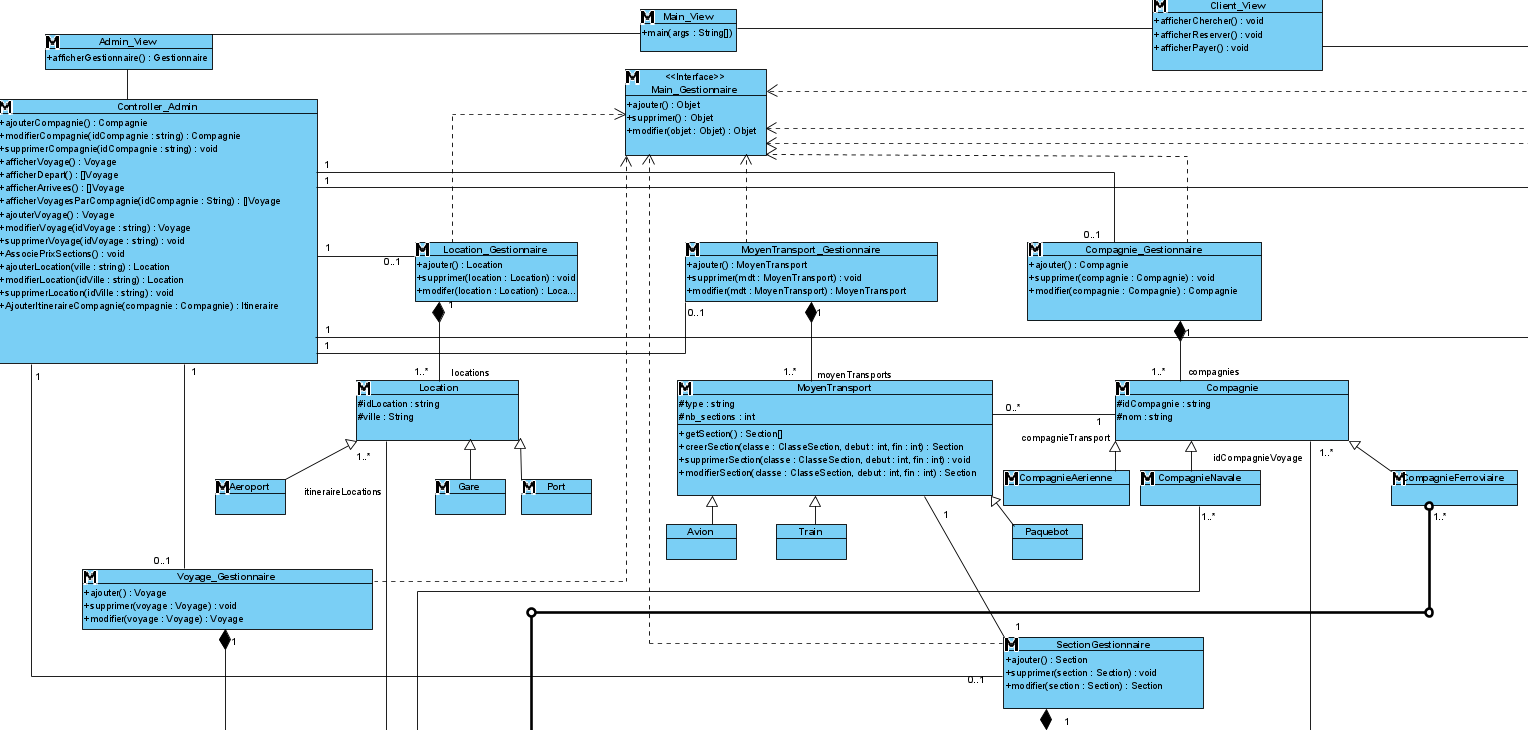 Main_View
+main(args : String[])
Client_View
+afficherChercher() : void
+afficherReserver() : void
+afficherPayer() : void
Admin_View
+afficherGestionnaire() : Gestionnaire
<<Interface>>
Main_Gestionnaire
+ajouter() : Objet
+supprimer() : Objet
+modifier(objet : Objet) : Objet
Controller_Admin
+ajouterCompagnie() : Compagnie
+modifierCompagnie(idCompagnie : string) : Compagnie
+supprimerCompagnie(idCompagnie : string) : void
+afficherVoyage() : Voyage
+afficherDepart() : []Voyage
+afficherArrivees() : []Voyage
+afficherVoyagesParCompagnie(idCompagnie : String) : []Voyage
+ajouterVoyage() : Voyage
+modifierVoyage(idVoyage : string) : Voyage
+supprimerVoyage(idVoyage : string) : void
+AssociePrixSections() : void
+ajouterLocation(ville : string) : Location
+modifierLocation(idVille : string) : Location
+supprimerLocation(idVille : string) : void
+AjouterItineraireCompagnie(compagnie : Compagnie) : Itineraire
1
1
1
0..1
1
1
0..1
0..1
1
1
Location_Gestionnaire
+ajouter() : Location
+supprimer(location : Location) : void
+modifer(location : Location) : Loca...
MoyenTransport_Gestionnaire
+ajouter() : MoyenTransport
+supprimer(mdt : MoyenTransport) : void
+modifier(mdt : MoyenTransport) : MoyenTransport
Compagnie_Gestionnaire
+ajouter() : Compagnie
+supprimer(compagnie : Compagnie) : void
+modifier(compagnie : Compagnie) : Compagnie
1
1
1
1..*
locations
1..*
moyenTransports
1..*
compagnies
Location
#idLocation : string
#ville : String
MoyenTransport
#type : string
#nb_sections : int
+getSection() : Section[]
+creerSection(classe : ClasseSection, debut : int, fin : int) : Section
+supprimerSection(classe : ClasseSection, debut : int, fin : int) : void
+modifierSection(classe : ClasseSection, debut : int, fin : int) : Section
0..*
1
compagnieTransport
Compagnie
#idCompagnie : string
#nom : string
1..*
itineraireLocations
idCompagnieVoyage
1..*
Aeroport
Gare
Port
CompagnieAerienne
CompagnieNavale
CompagnieFerroviaire
1..*
1..*
Avion
Train
Paquebot
1
1
0..1
Voyage_Gestionnaire
+ajouter() : Voyage
+supprimer(voyage : Voyage) : void
+modifier(voyage : Voyage) : Voyage
1
SectionGestionnaire
+ajouter() : Section
+supprimer(section : Section) : void
+modifier(section : Section) : Section
0..1
1